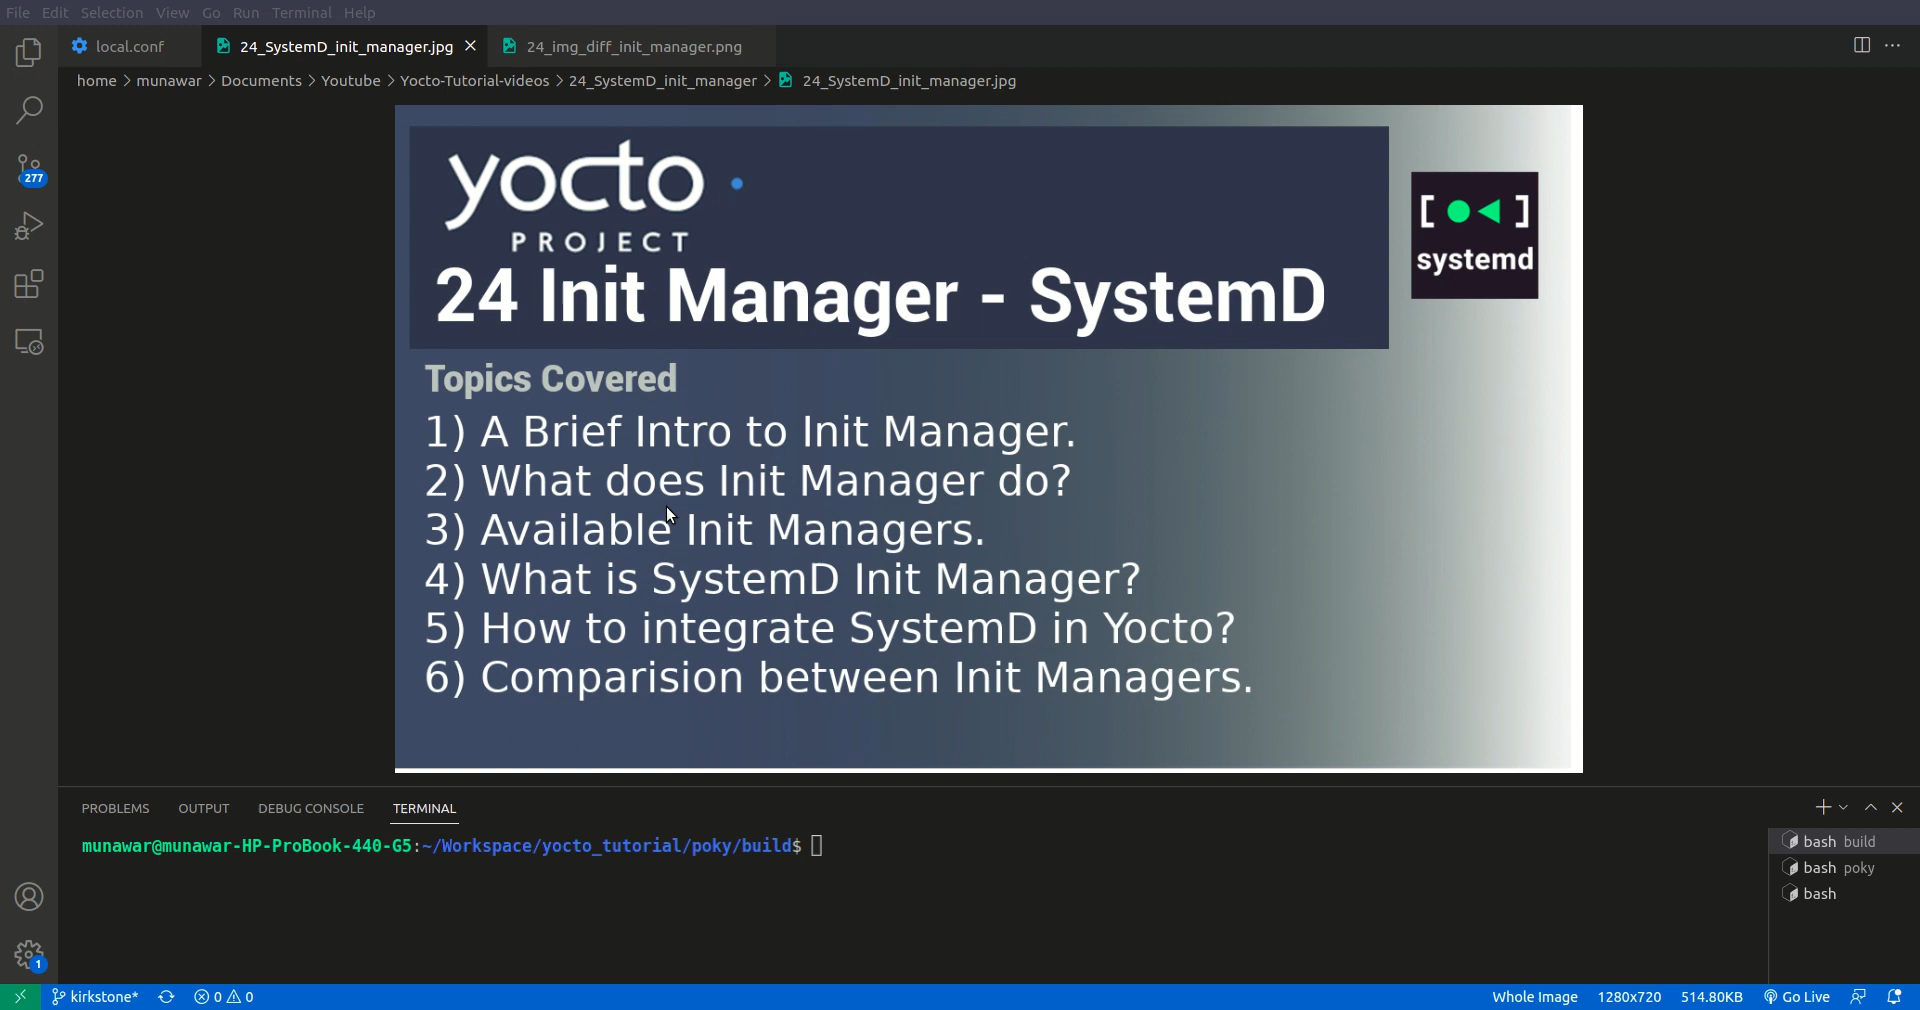 File Edit Selection View Go Run Terminal Help
local.conf 24_SystemD_init_manager.jpg 24_img_diff_init_manager.png
home > munawar > Documents > Youtube > Yocto-Tutorial-videos > 24_SystemD_init_manager > 24_SystemD_init_manager.jpg
yocto
PROJECT
24 Init Manager - SystemD
[ ● ◀ ]
systemd
Topics Covered
1) A Brief Intro to Init Manager.
2) What does Init Manager do?
3) Available Init Managers.
4) What is SystemD Init Manager?
5) How to integrate SystemD in Yocto?
6) Comparision between Init Managers.
277
PROBLEMS OUTPUT DEBUG CONSOLE TERMINAL
munawar@munawar-HP-ProBook-440-G5:~/Workspace/yocto_tutorial/poky/build$
bash build
bash poky
bash
1
kirkstone* 0 0 Whole Image 1280x720 514.80KB Go Live